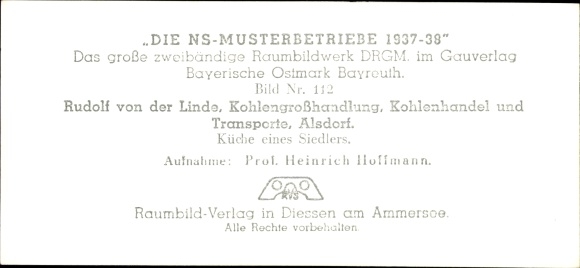 „DIE NS-MUSTERBETRIEBE 1937-38"
Das große zweibändige Raumbildwerk DRGM. im Gauverlag
Bayerische Ostmark Bayreuth.
Bild Nr. 112
Rudolf von der Linde, Kohlengroßhandlung, Kohlenhandel und
Transporte, Alsdorf.
Küche eines Siedlers.
Aufnahme: Prof. Heinrich Hoffmann.
RVS
Raumbild-Verlag in Diessen am Ammersee.
Alle Rechte vorbehalten.